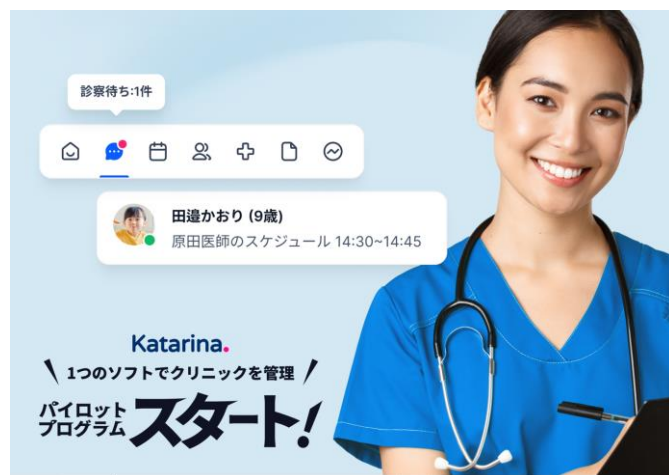 診察待ち:1件
田邉かおり (9歳)
原田医師のスケジュール 14:30~14:45
Katarina.
1つのソフトでクリニックを管理
パイロット
プログラム スタート!